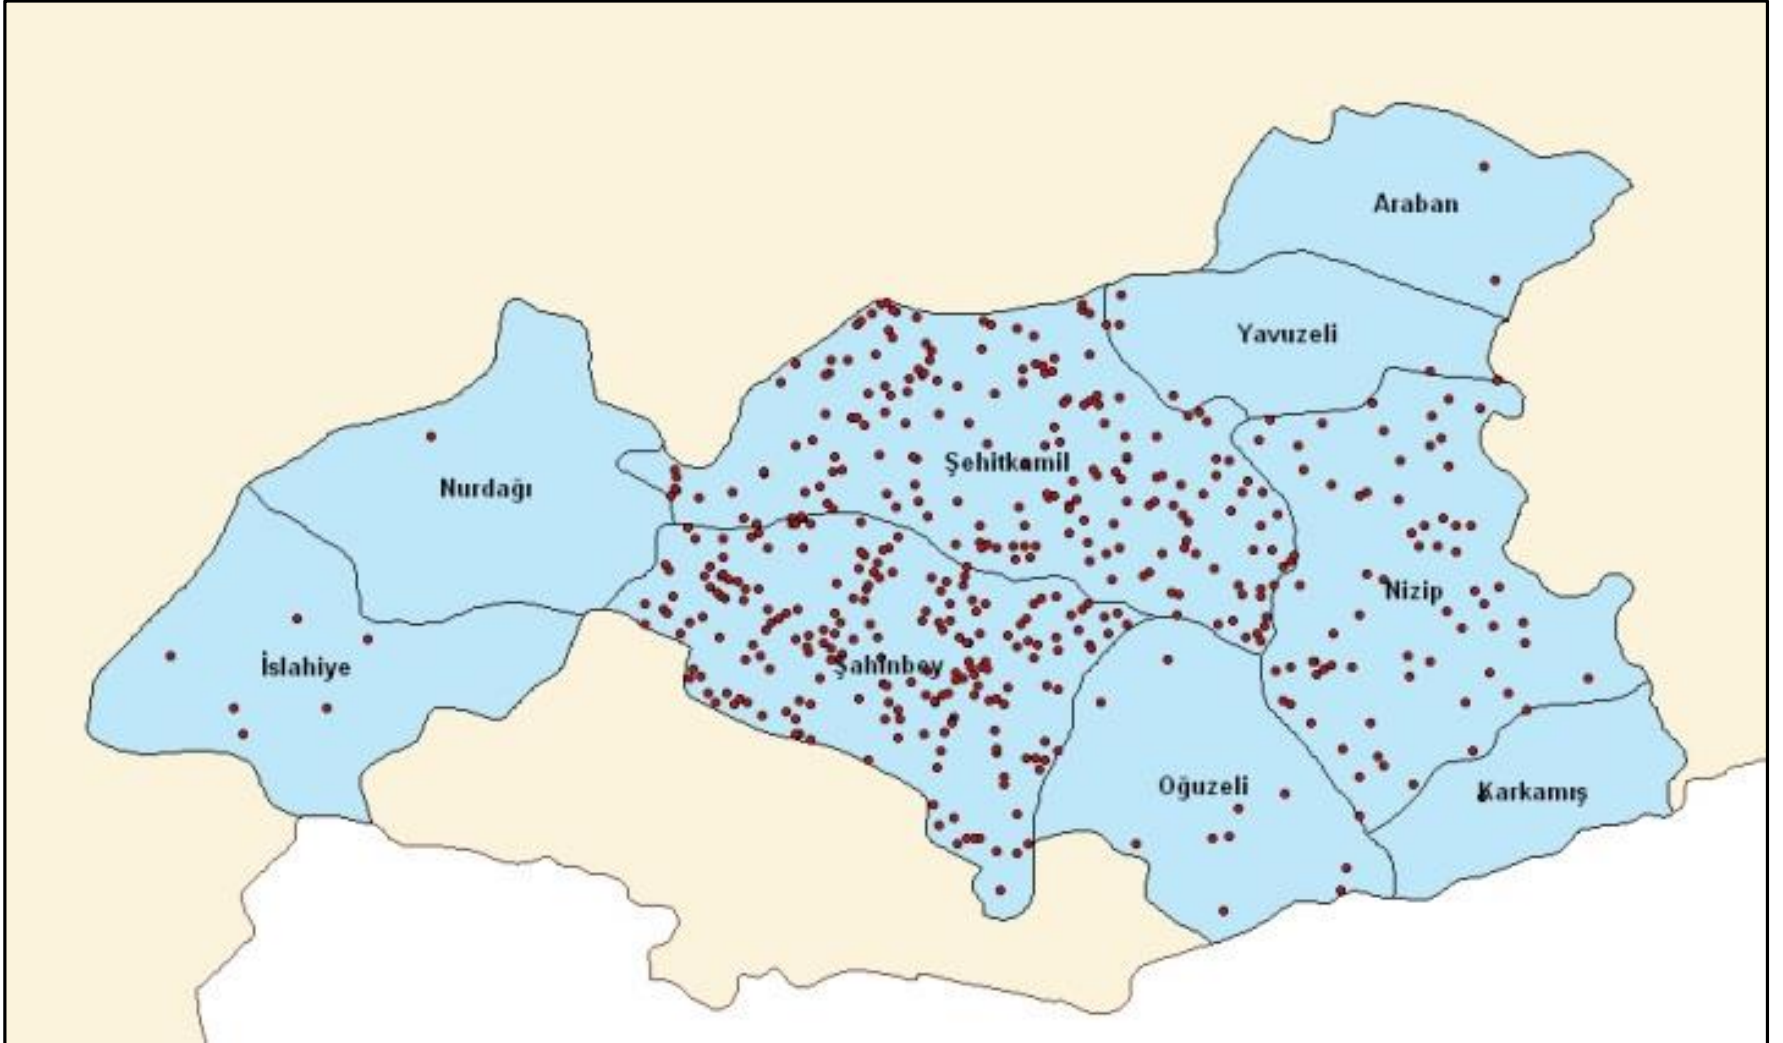 Araban
Yavuzeli
Şehitkamil
Nurdağı
Nizip
İslahiye
Şahinbey
Oğuzeli
Karkamış